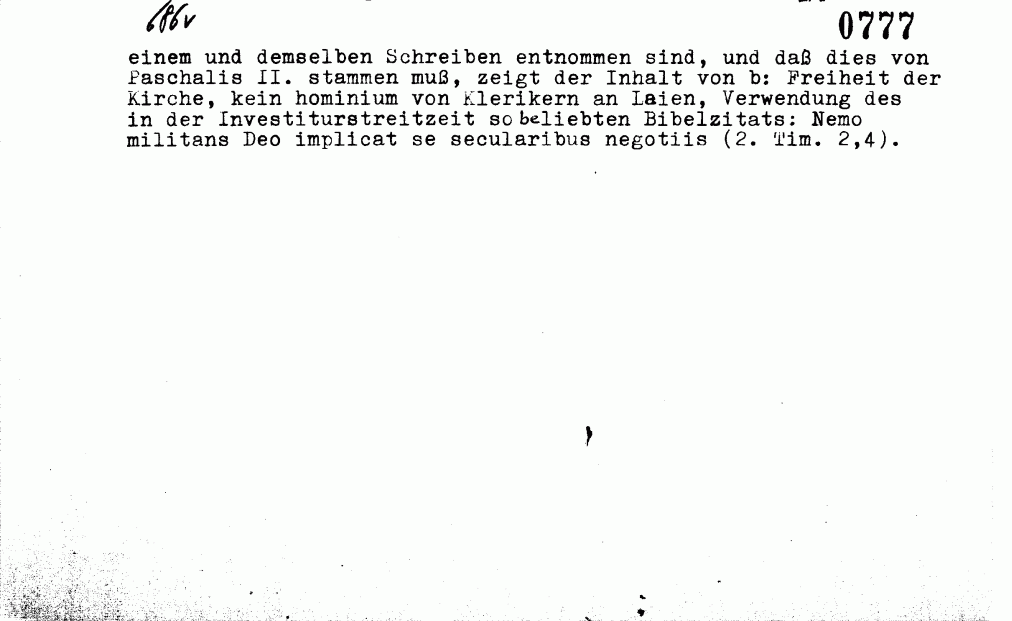 686v
0777
einem und demselben Schreiben entnommen sind, und daß dies von
Paschalis II. stammen muß, zeigt der Inhalt von b: Freiheit der
Kirche, kein hominium von Klerikern an Laien, Verwendung des
in der Investiturstreitzeit so beliebten Bibelzitats: Nemo
militans Deo implicat se secularibus negotiis (2. Tim. 2,4).